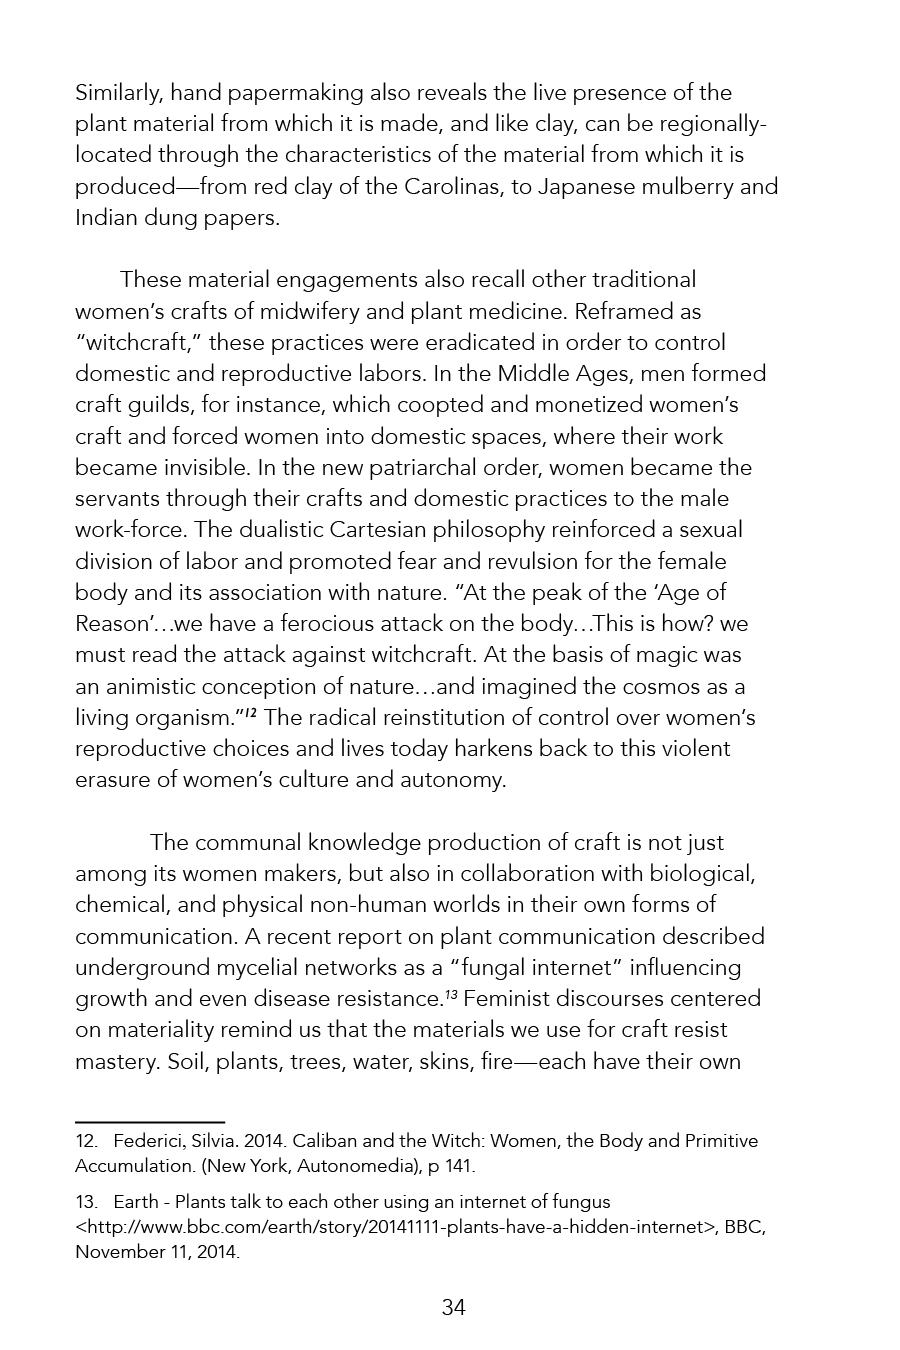 Similarly, hand papermaking also reveals the live presence of the
plant material from which it is made, and like clay, can be regionally-
located through the characteristics of the material from which it is
produced—from red clay of the Carolinas, to Japanese mulberry and
Indian dung papers.
These material engagements also recall other traditional
women’s crafts of midwifery and plant medicine. Reframed as
“witchcraft,” these practices were eradicated in order to control
domestic and reproductive labors. In the Middle Ages, men formed
craft guilds, for instance, which coopted and monetized women’s
craft and forced women into domestic spaces, where their work
became invisible. In the new patriarchal order, women became the
servants through their crafts and domestic practices to the male
work-force. The dualistic Cartesian philosophy reinforced a sexual
division of labor and promoted fear and revulsion for the female
body and its association with nature. “At the peak of the ‘Age of
Reason’…we have a ferocious attack on the body…This is how? we
must read the attack against witchcraft. At the basis of magic was
an animistic conception of nature…and imagined the cosmos as a
living organism.”12 The radical reinstitution of control over women’s
reproductive choices and lives today harkens back to this violent
erasure of women’s culture and autonomy.
The communal knowledge production of craft is not just
among its women makers, but also in collaboration with biological,
chemical, and physical non-human worlds in their own forms of
communication. A recent report on plant communication described
underground mycelial networks as a “fungal internet” influencing
growth and even disease resistance.13 Feminist discourses centered
on materiality remind us that the materials we use for craft resist
mastery. Soil, plants, trees, water, skins, fire—each have their own
12. Federici, Silvia. 2014. Caliban and the Witch: Women, the Body and Primitive
Accumulation. (New York, Autonomedia), p 141.
13. Earth - Plants talk to each other using an internet of fungus
<http://www.bbc.com/earth/story/20141111-plants-have-a-hidden-internet>, BBC,
November 11, 2014.
34